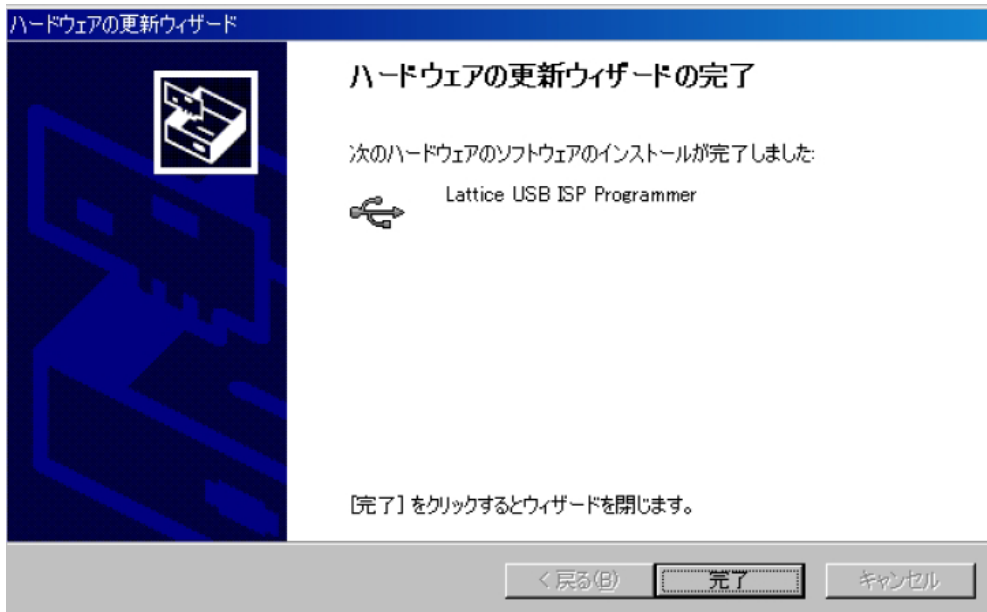 ハードウェアの更新ウィザード
ハードウェアの更新ウィザードの完了
次のハードウェアのソフトウェアのインストールが完了しました:
Lattice USB ISP Programmer
[完了] をクリックするとウィザードを閉じます。
< 戻る(B)
完了
キャンセル